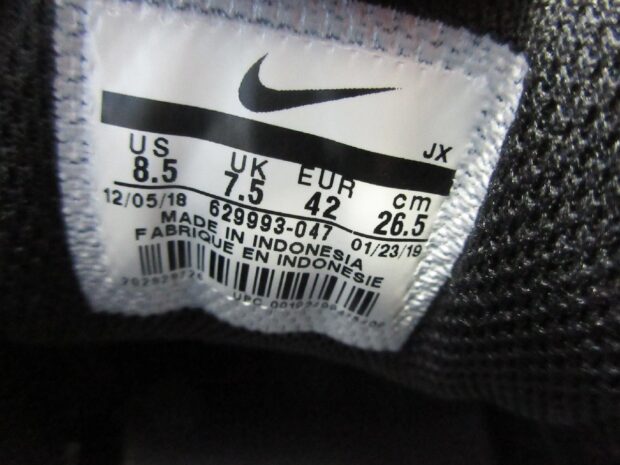 JX
US UK EUR cm
8.5 7.5 42 26.5
12/05/18 629993-047 01/23/19
MADE IN INDONESIA
FABRIQUE EN INDONESIE
UPC